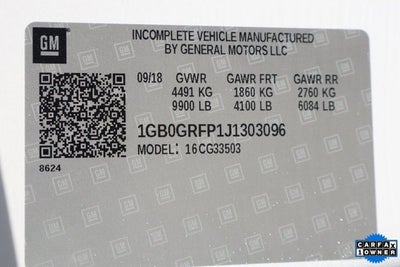 GM
INCOMPLETE VEHICLE MANUFACTURED
BY GENERAL MOTORS LLC
09/18 GVWR GAWR FRT GAWR RR
4491 KG 1860 KG 2760 KG
9900 LB 4100 LB 6084 LB
1GB0GRFP1J1303096
MODEL: 16CG33503
8624
CARFAX
1 OWNER